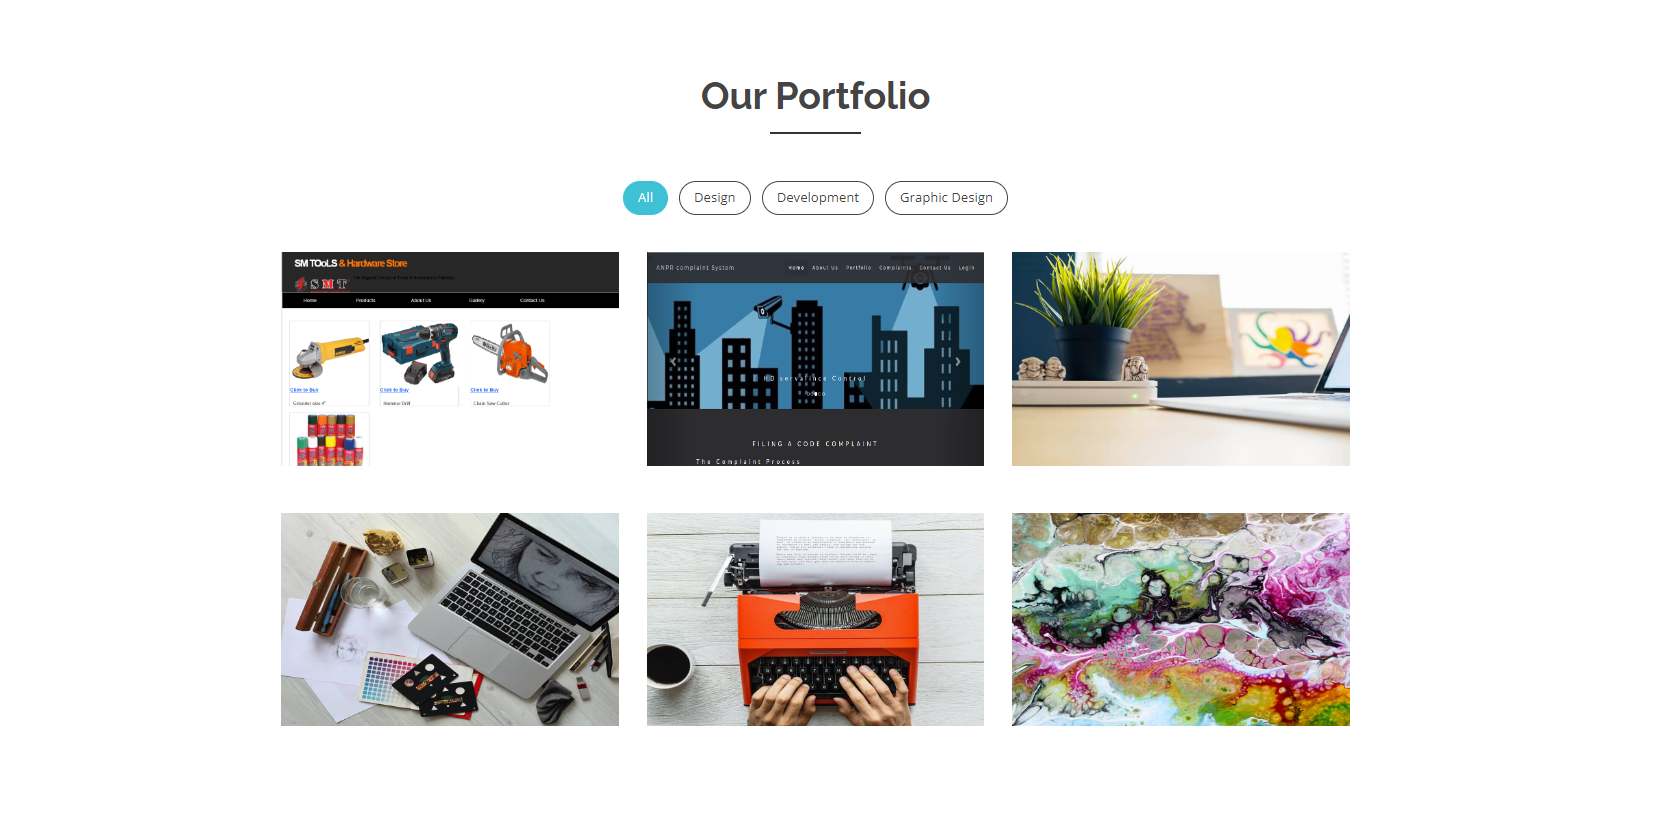 Our Portfolio
All Design Development Graphic Design
SM TOoLS & Hardware Store
S M T
Home Products About Us Gallery Contact Us
Click to Buy Click to Buy Click to Buy
Grinder size 4" Hammer Drill Chain Saw Cutter
ANPR complaint System Home About Us Portfolio Complaints Contact Us Login
HD servalince Control
FILING A CODE COMPLAINT
The Complaint Process